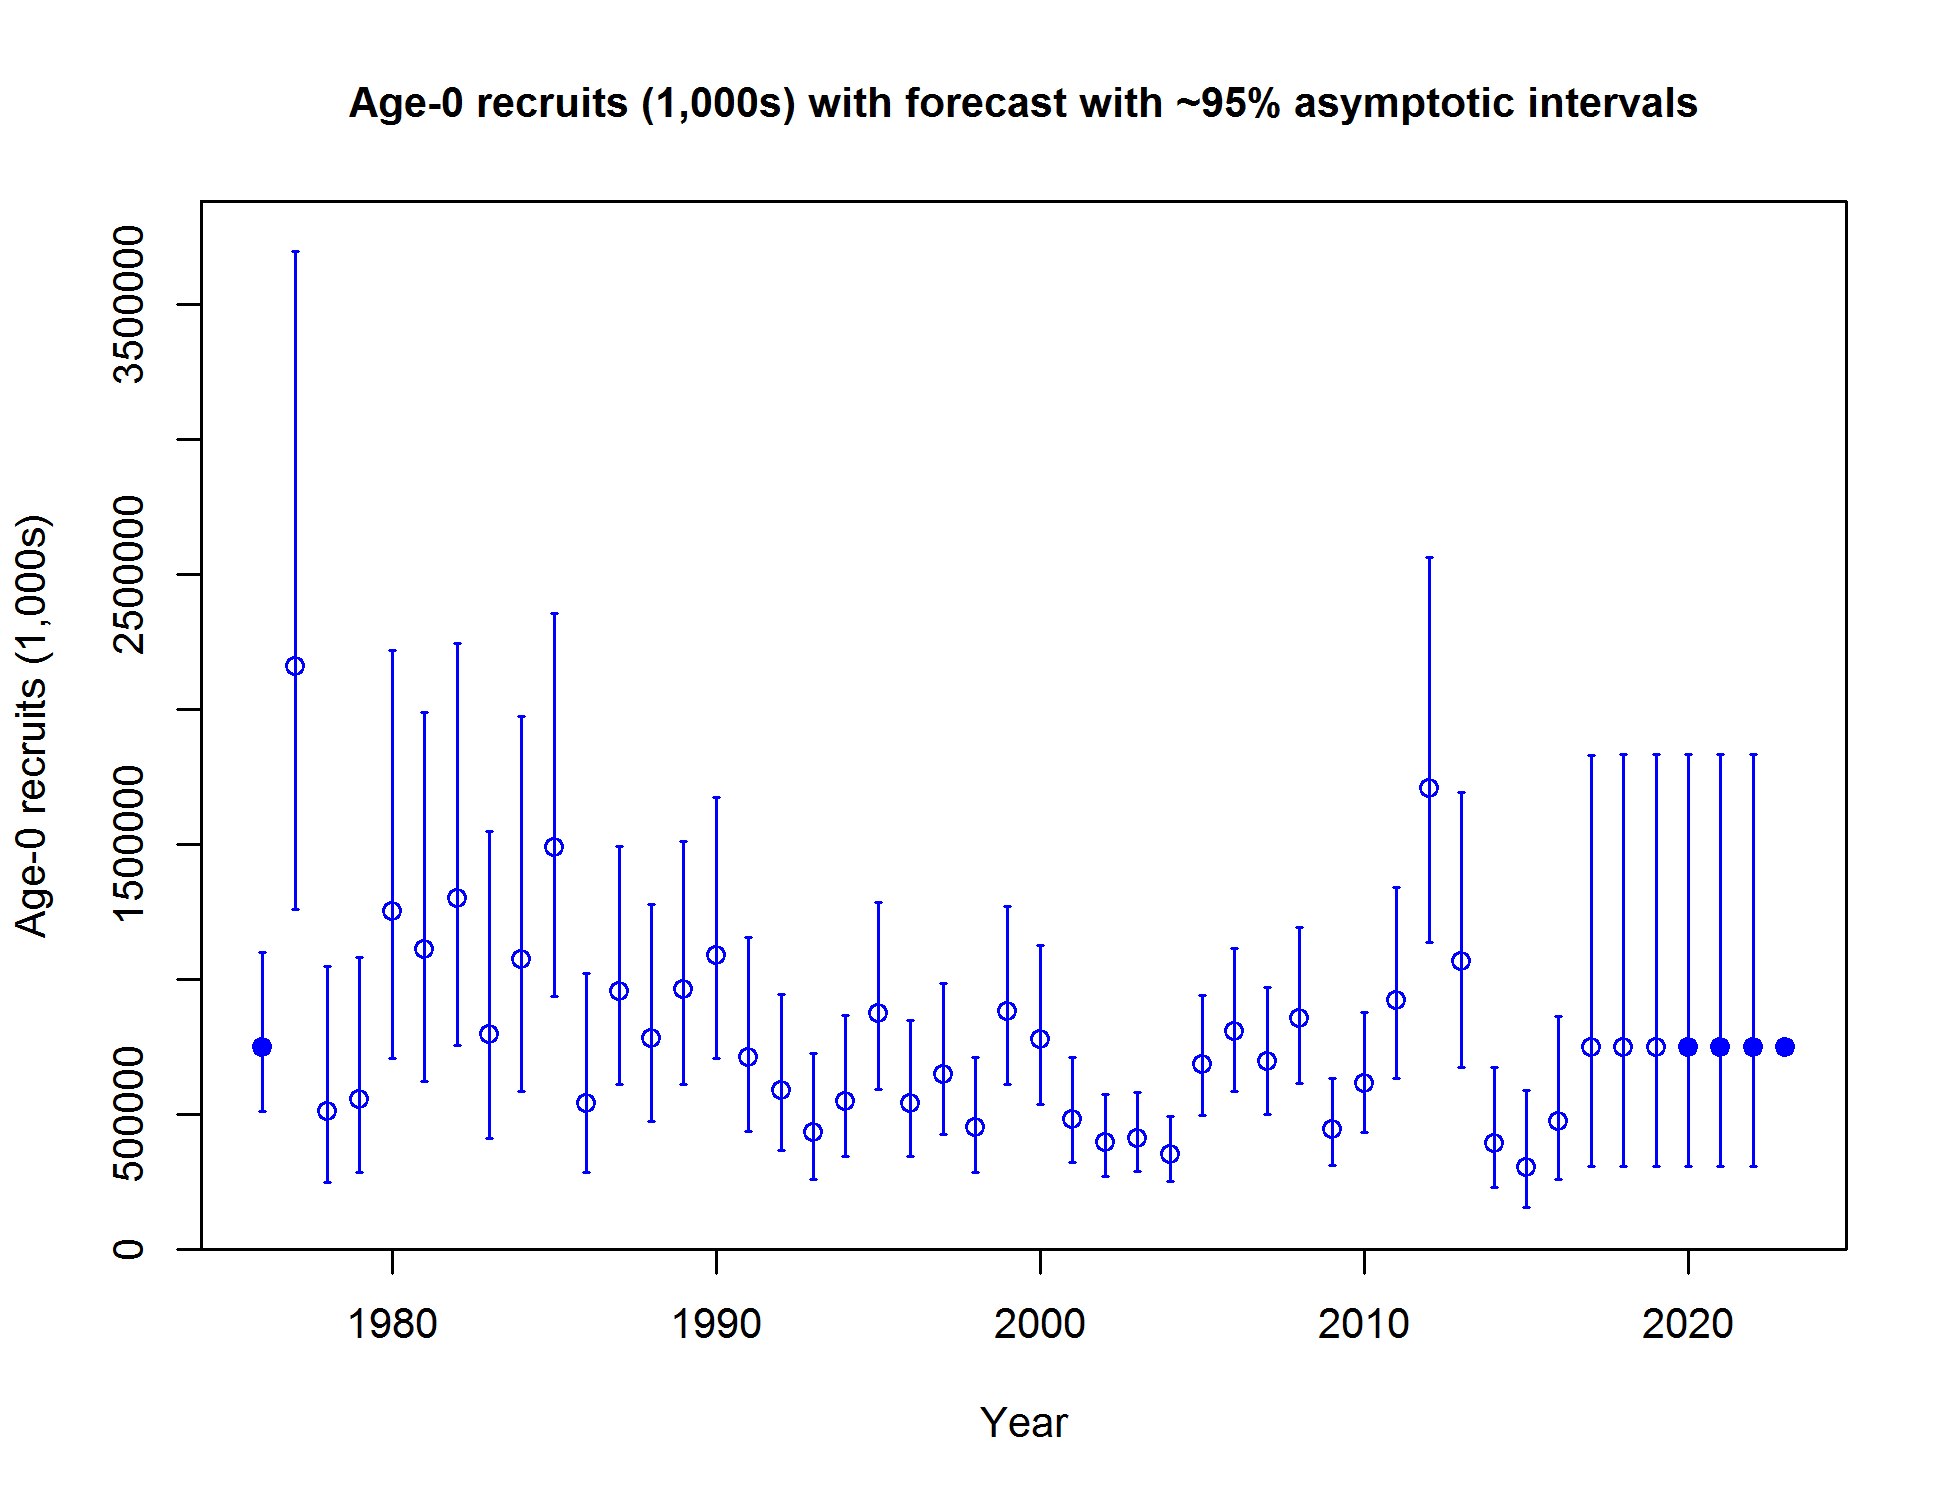 Age-0 recruits (1,000s) with forecast with ~95% asymptotic intervals
Age-0 recruits (1,000s)
3500000
2500000
1500000
500000
0
1980 1990 2000 2010 2020
Year